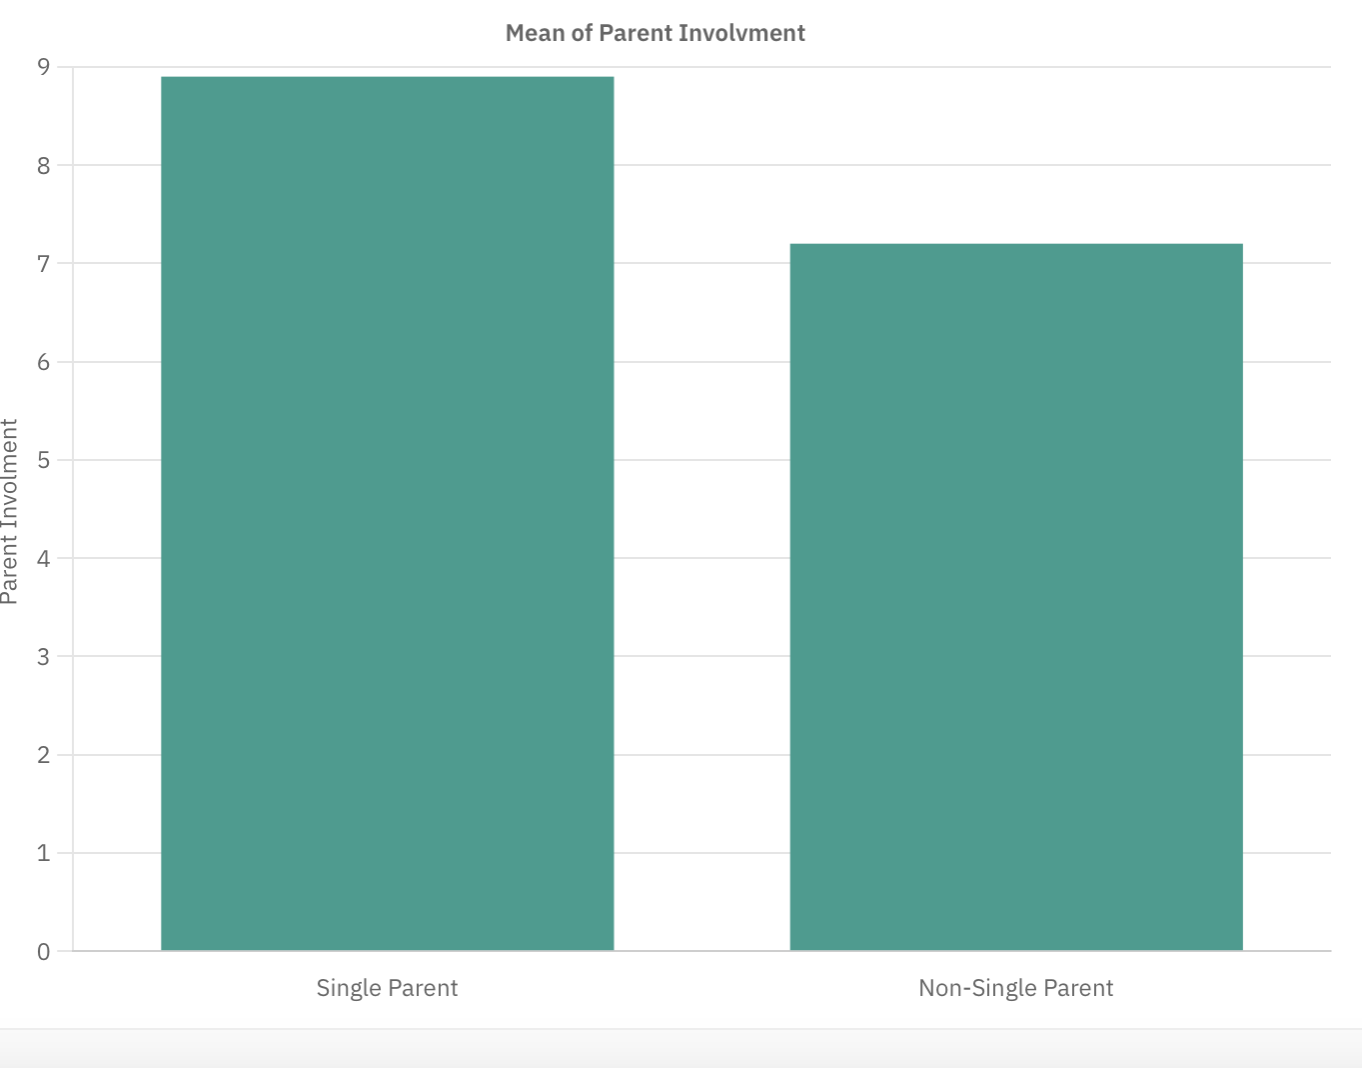 Mean of Parent Involvment
9
8
7
6
5
4
3
2
1
0
Parent Involment
Single Parent
Non-Single Parent